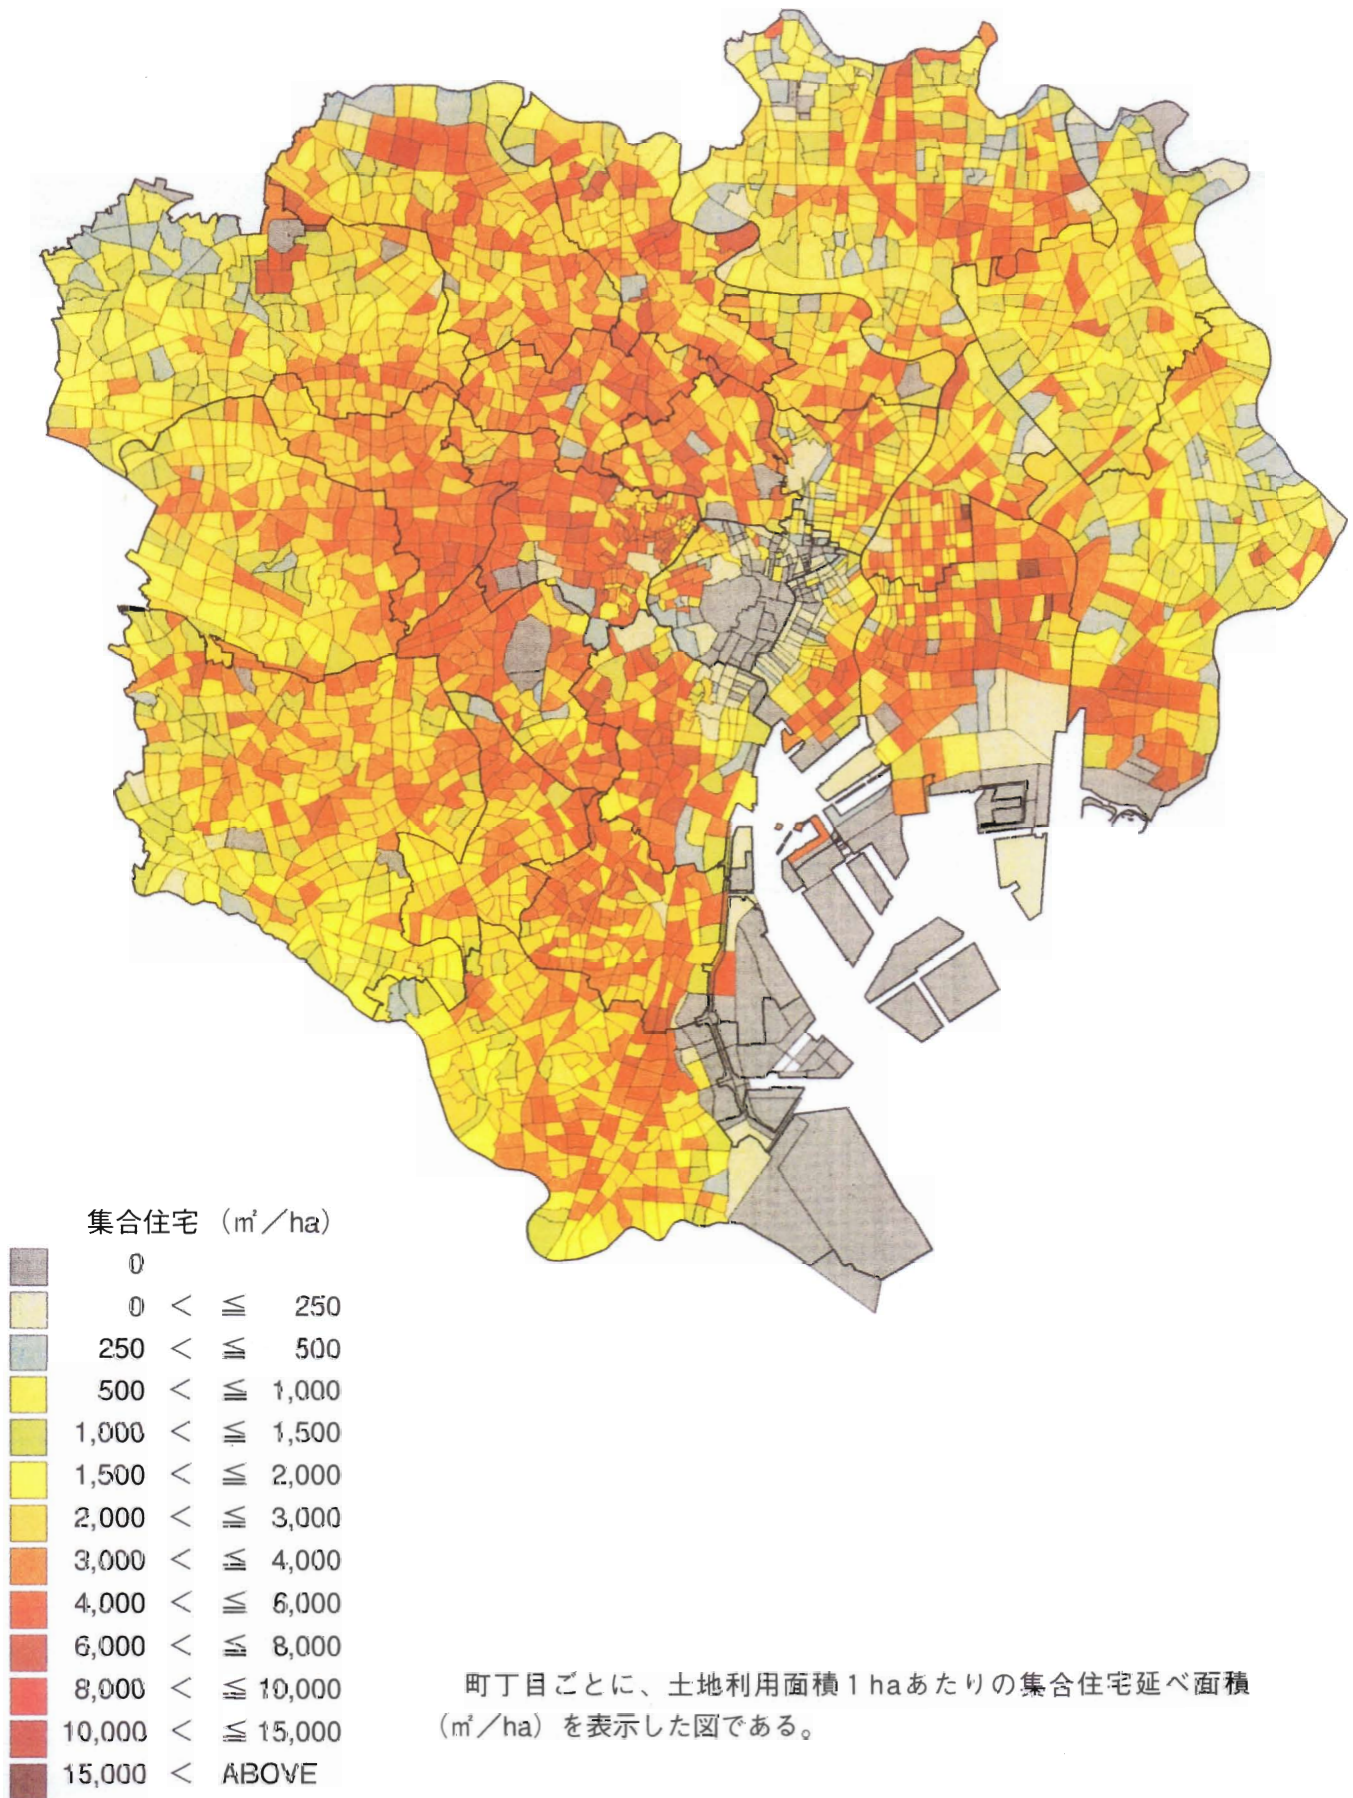 集合住宅 (㎡／ha)
0
0 < ≦ 250
250 < ≦ 500
500 < ≦ 1,000
1,000 < ≦ 1,500
1,500 < ≦ 2,000
2,000 < ≦ 3,000
3,000 < ≦ 4,000
4,000 < ≦ 6,000
6,000 < ≦ 8,000
8,000 < ≦ 10,000
10,000 < ≦ 15,000
15,000 < ABOVE
町丁目ごとに、土地利用面積1haあたりの集合住宅延べ面積
(㎡／ha) を表示した図である。